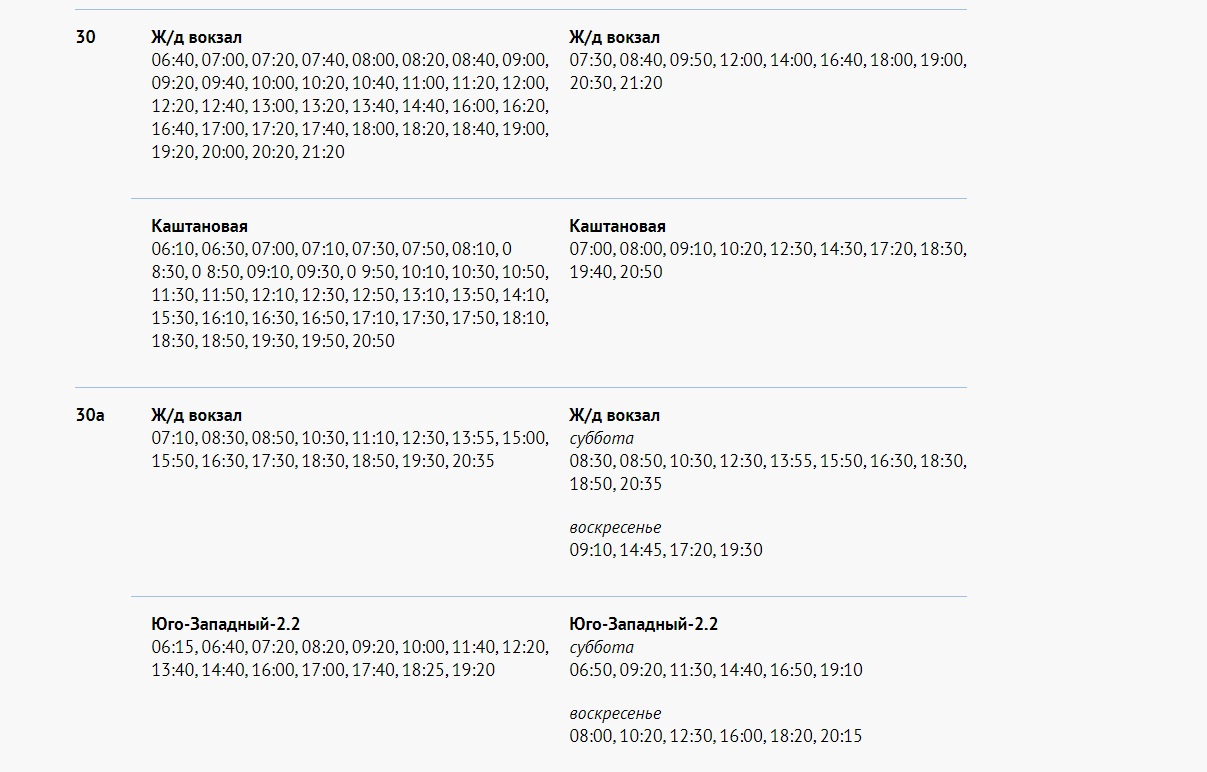 30
Ж/д вокзал
06:40, 07:00, 07:20, 07:40, 08:00, 08:20, 08:40, 09:00,
09:20, 09:40, 10:00, 10:20, 10:40, 11:00, 11:20, 12:00,
12:20, 12:40, 13:00, 13:20, 13:40, 14:40, 16:00, 16:20,
16:40, 17:00, 17:20, 17:40, 18:00, 18:20, 18:40, 19:00,
19:20, 20:00, 20:20, 21:20
Ж/д вокзал
07:30, 08:40, 09:50, 12:00, 14:00, 16:40, 18:00, 19:00,
20:30, 21:20
Каштановая
06:10, 06:30, 07:00, 07:10, 07:30, 07:50, 08:10, 0
8:30, 0 8:50, 09:10, 09:30, 0 9:50, 10:10, 10:30, 10:50,
11:30, 11:50, 12:10, 12:30, 12:50, 13:10, 13:50, 14:10,
15:30, 16:10, 16:30, 16:50, 17:10, 17:30, 17:50, 18:10,
18:30, 18:50, 19:30, 19:50, 20:50
Каштановая
07:00, 08:00, 09:10, 10:20, 12:30, 14:30, 17:20, 18:30,
19:40, 20:50
30а
Ж/д вокзал
07:10, 08:30, 08:50, 10:30, 11:10, 12:30, 13:55, 15:00,
15:50, 16:30, 17:30, 18:30, 18:50, 19:30, 20:35
Ж/д вокзал
суббота
08:30, 08:50, 10:30, 12:30, 13:55, 15:50, 16:30, 18:30,
18:50, 20:35
воскресенье
09:10, 14:45, 17:20, 19:30
Юго-Западный-2.2
06:15, 06:40, 07:20, 08:20, 09:20, 10:00, 11:40, 12:20,
13:40, 14:40, 16:00, 17:00, 17:40, 18:25, 19:20
Юго-Западный-2.2
суббота
06:50, 09:20, 11:30, 14:40, 16:50, 19:10
воскресенье
08:00, 10:20, 12:30, 16:00, 18:20, 20:15